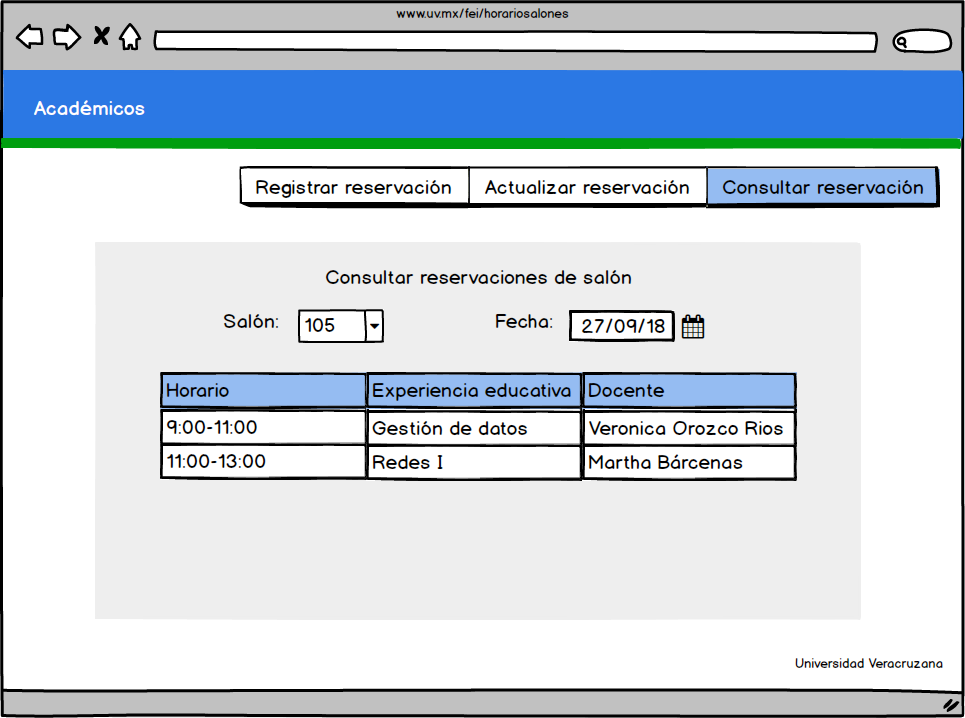 www.uv.mx/fei/horariosalones
Académicos
Registrar reservación Actualizar reservación Consultar reservación
Consultar reservaciones de salón
Salón: 105 Fecha: 27/09/18
Horario Experiencia educativa Docente
9:00-11:00 Gestión de datos Veronica Orozco Rios
11:00-13:00 Redes I Martha Bárcenas
Universidad Veracruzana